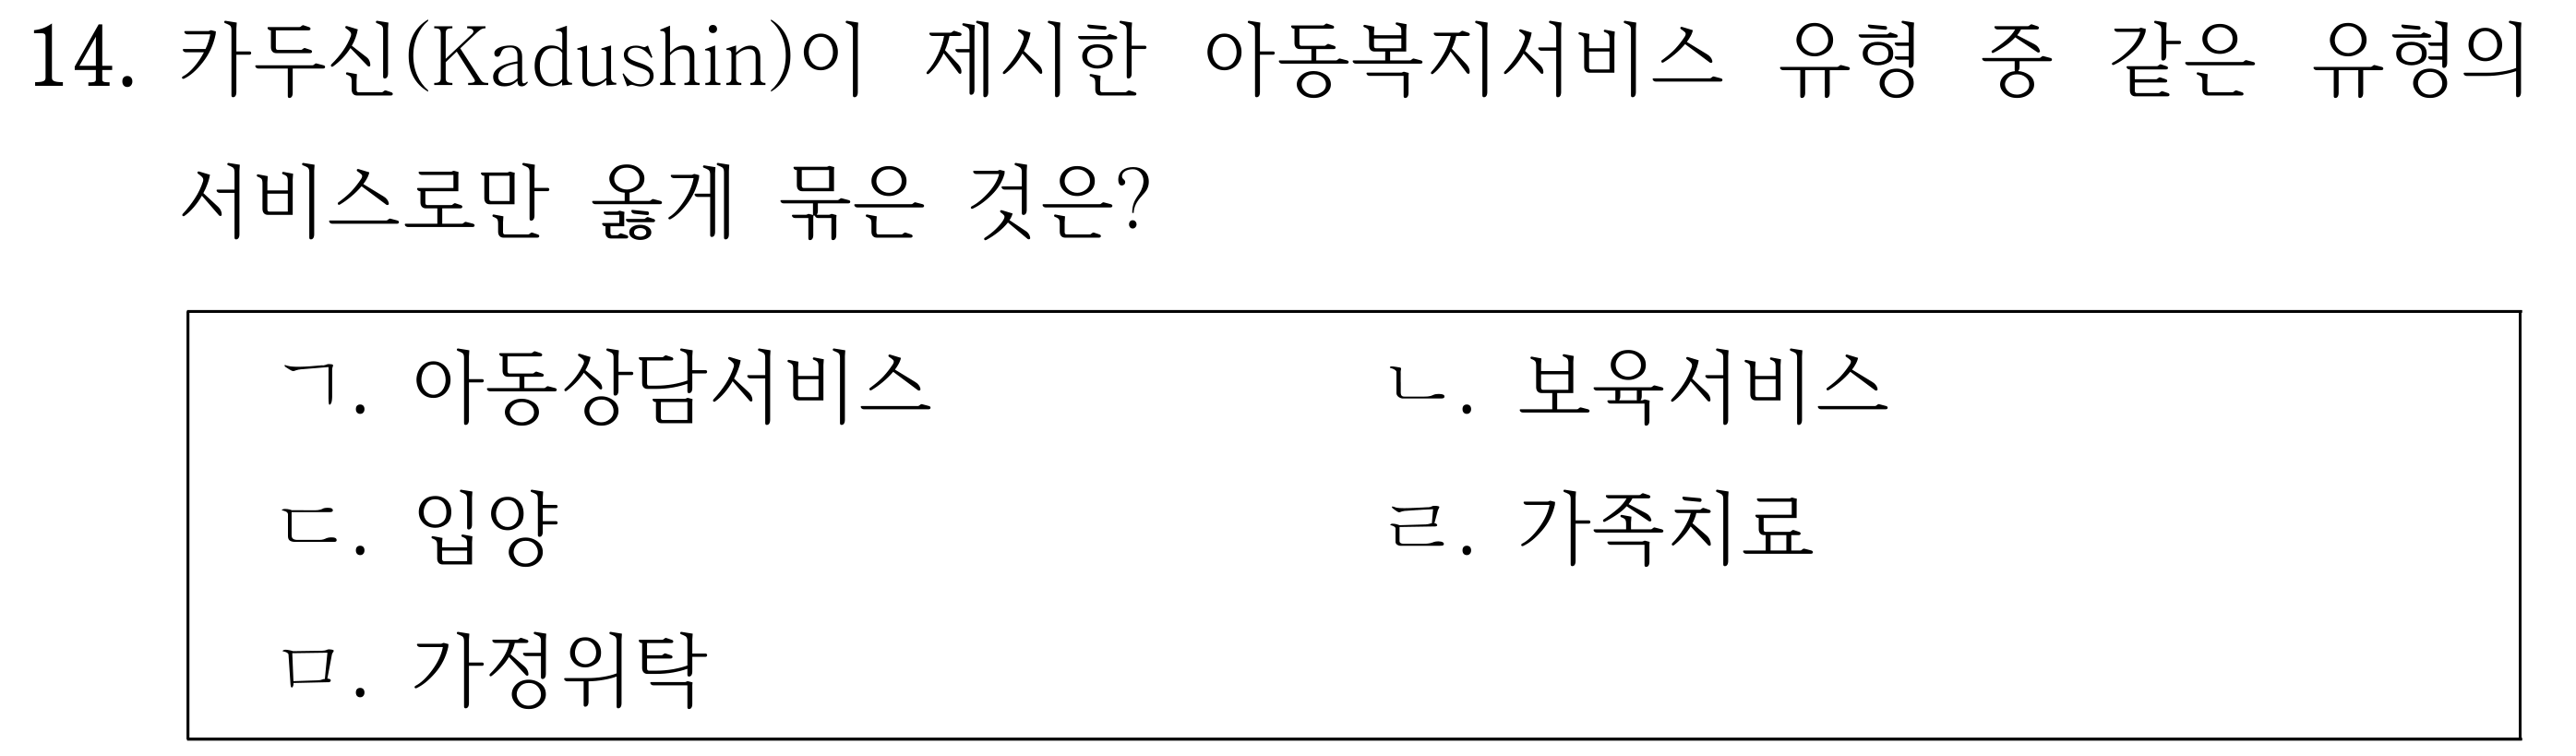 14. 카두신(Kadushin)이 제시한 아동복지서비스 유형 중 같은 유형의
서비스로만 옳게 묶은 것은?
ㄱ. 아동상담서비스 ㄴ. 보육서비스
ㄷ. 입양 ㄹ. 가족치료
ㅁ. 가정위탁